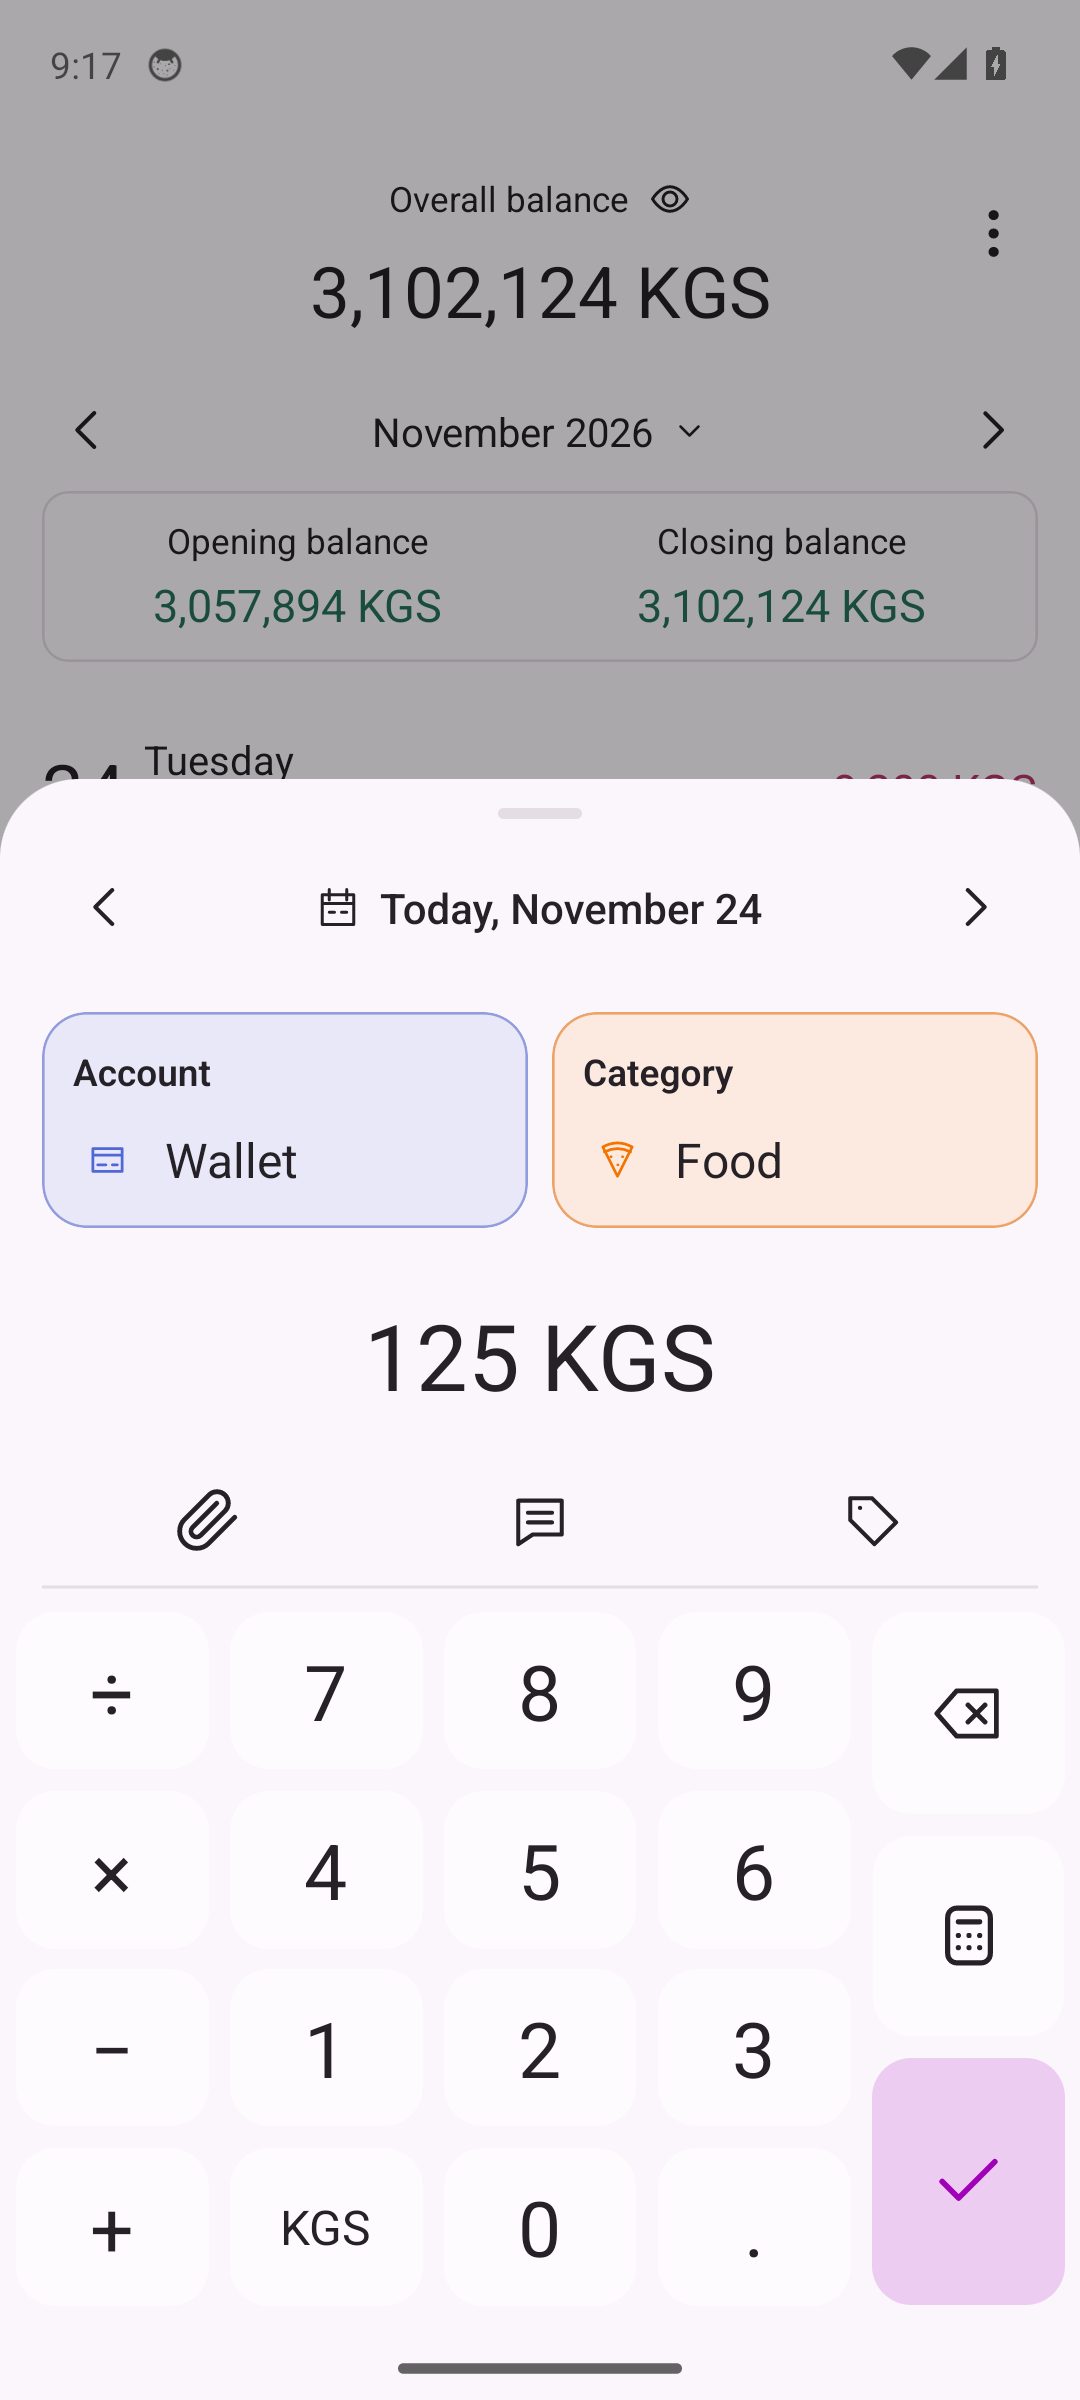 9:17
Overall balance
3,102,124 KGS
November 2026
Opening balance
Closing balance
3,057,894 KGS
3,102,124 KGS
Tuesday
Today, November 24
Account
Category
Wallet
Food
125 KGS
÷ 7 8 9
× 4 5 6
− 1 2 3
+ KGS 0 .